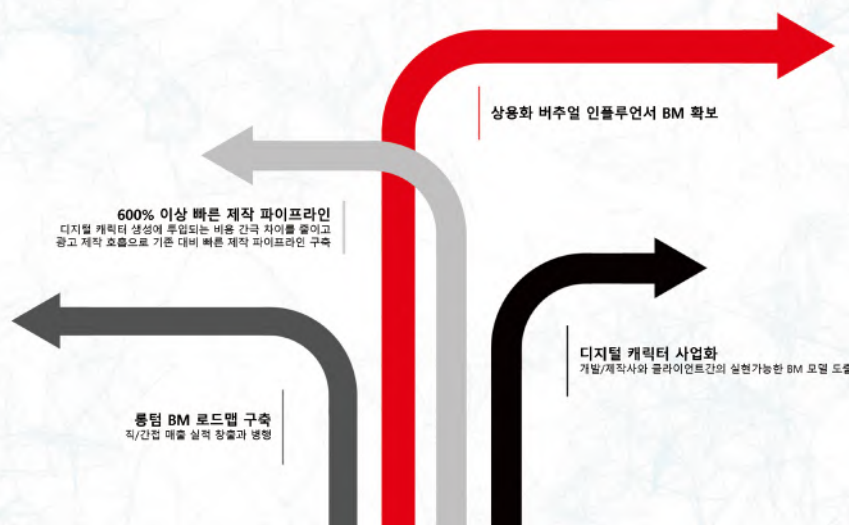 상용화 버추얼 인플루언서 BM 확보
600% 이상 빠른 제작 파이프라인
디지털 캐릭터 생성에 투입되는 비용 간극 차이를 줄이고
광고 제작 호흡으로 기존 대비 빠른 제작 파이프라인 구축
디지털 캐릭터 사업화
개발/제작사와 클라이언트간의 실현가능한 BM 모델 도출
롱텀 BM 로드맵 구축
직/간접 매출 실적 창출과 병행